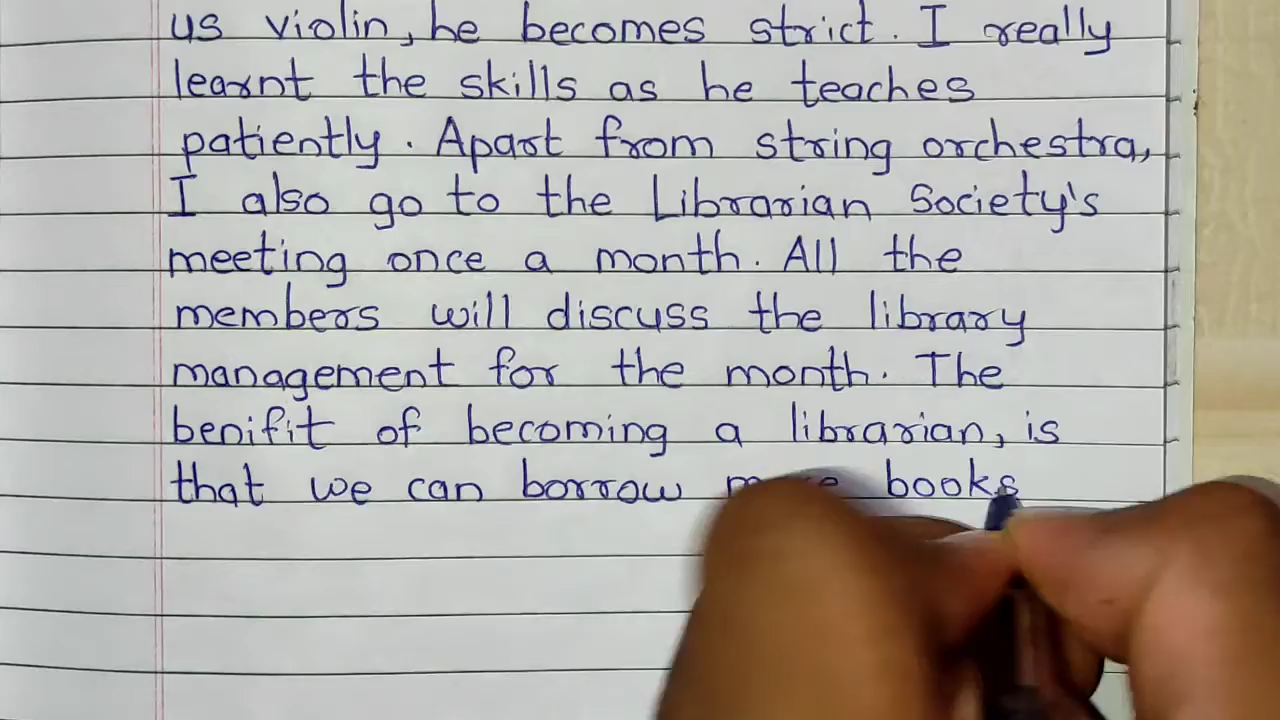 us violin, he becomes strict. I really
learnt the skills as he teaches
patiently. Apart from string orchestra,
I also go to the Librarian Society's
meeting once a month. All the
members will discuss the library
management for the month. The
benifit of becoming a librarian, is
that we can borrow more books